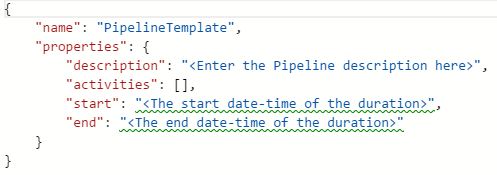 {
    "name": "PipelineTemplate",
    "properties": {
        "description": "<Enter the Pipeline description here>",
        "activities": [],
        "start": "<The start date-time of the duration>",
        "end": "<The end date-time of the duration>"
    }
}